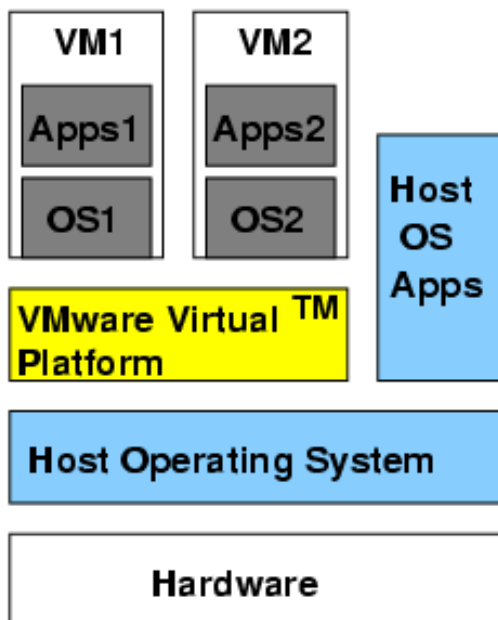 VM1
Apps1
OS1
VM2
Apps2
OS2
Host
OS
Apps
VMware Virtual TM
Platform
Host Operating System
Hardware